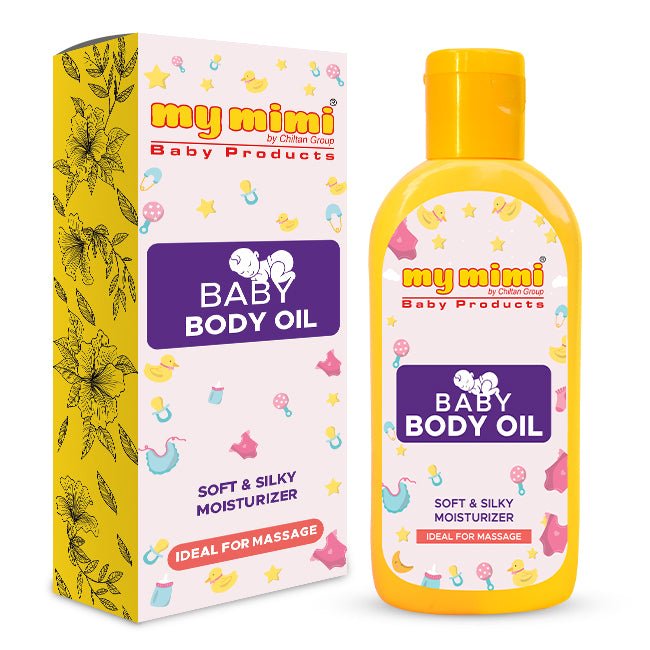 my mimi®
by Chiltan Group
Baby Products
BABY
BODY OIL
SOFT & SILKY
MOISTURIZER
IDEAL FOR MASSAGE
my mimi®
by Chiltan Group
Baby Products
BABY
BODY OIL
SOFT & SILKY
MOISTURIZER
IDEAL FOR MASSAGE